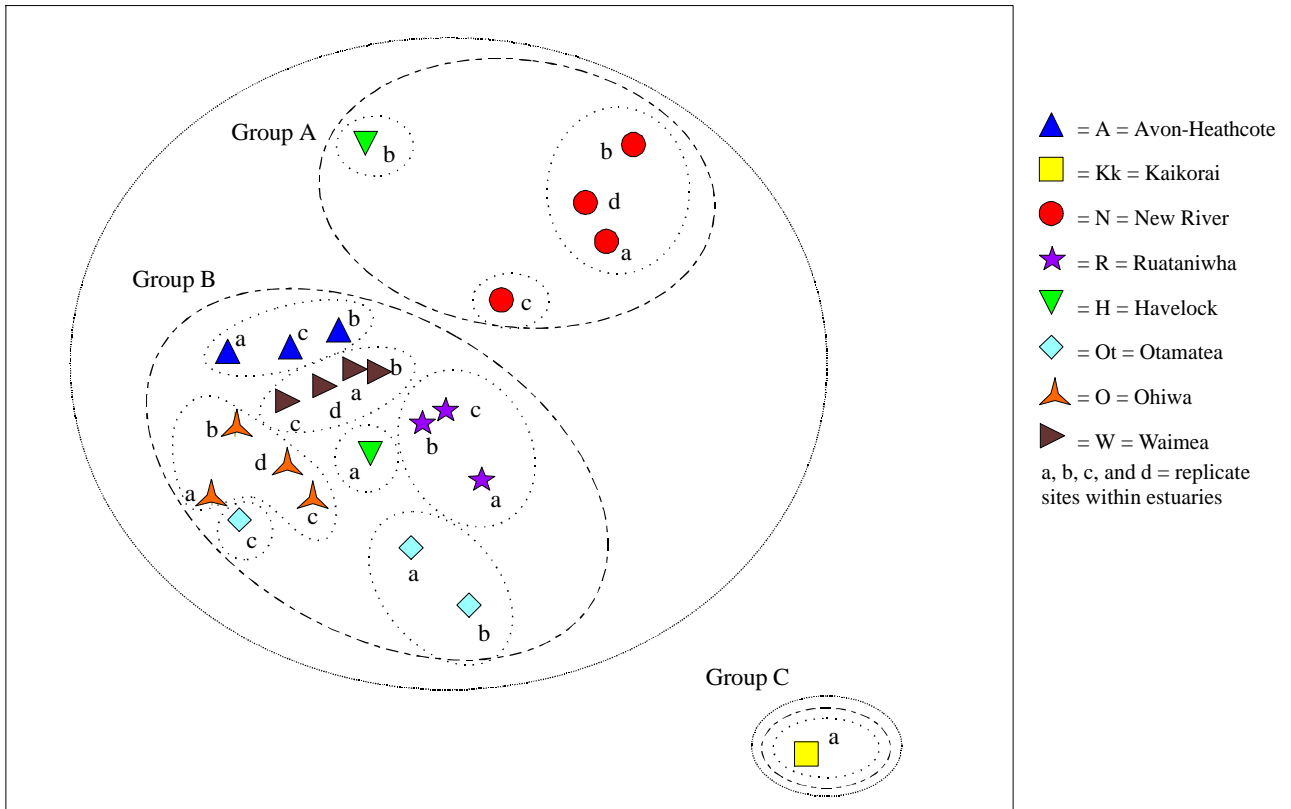 Group A
b
b
d
a
c
Group B
a
c
b
b
a
d
c
b
d
a
c
c
a
c
b
a
a
b
Group C
a
= A = Avon-Heathcote
= Kk = Kaikorai
= N = New River
= R = Ruataniwha
= H = Havelock
= Ot = Otamatea
= O = Ohiwa
= W = Waimea
a, b, c, and d = replicate
sites within estuaries